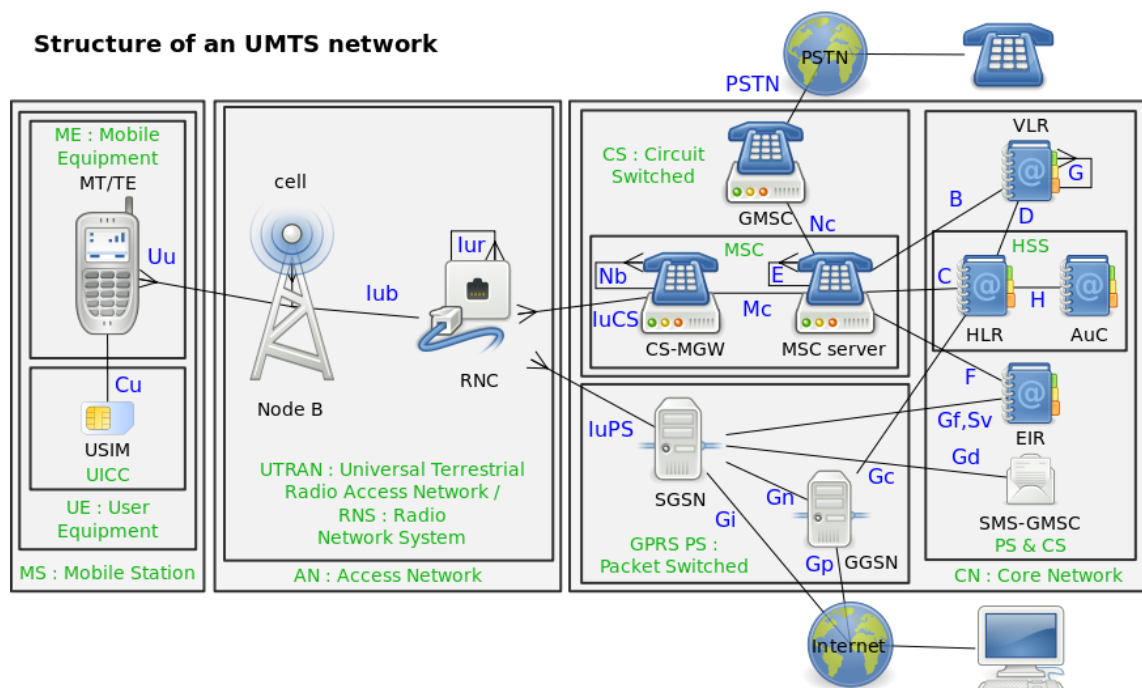 Structure of an UMTS network
PSTN
PSTN
ME : Mobile
Equipment
MT/TE
Uu
Cu
USIM
UICC
UE : User
Equipment
MS : Mobile Station
cell
Iur
Iub
RNC
Node B
UTRAN : Universal Terrestrial
Radio Access Network /
RNS : Radio
Network System
AN : Access Network
CS : Circuit
Switched
GMSC
Nc
MSC
Nb
E
IuCS
Mc
CS-MGW
MSC server
IuPS
SGSN
Gn
Gi
GPRS PS :
Packet Switched
Gp
GGSN
Gc
VLR
G
B
D
HSS
C
H
HLR
AuC
F
Gf,Sv
EIR
Gd
SMS-GMSC
PS & CS
CN : Core Network
Internet